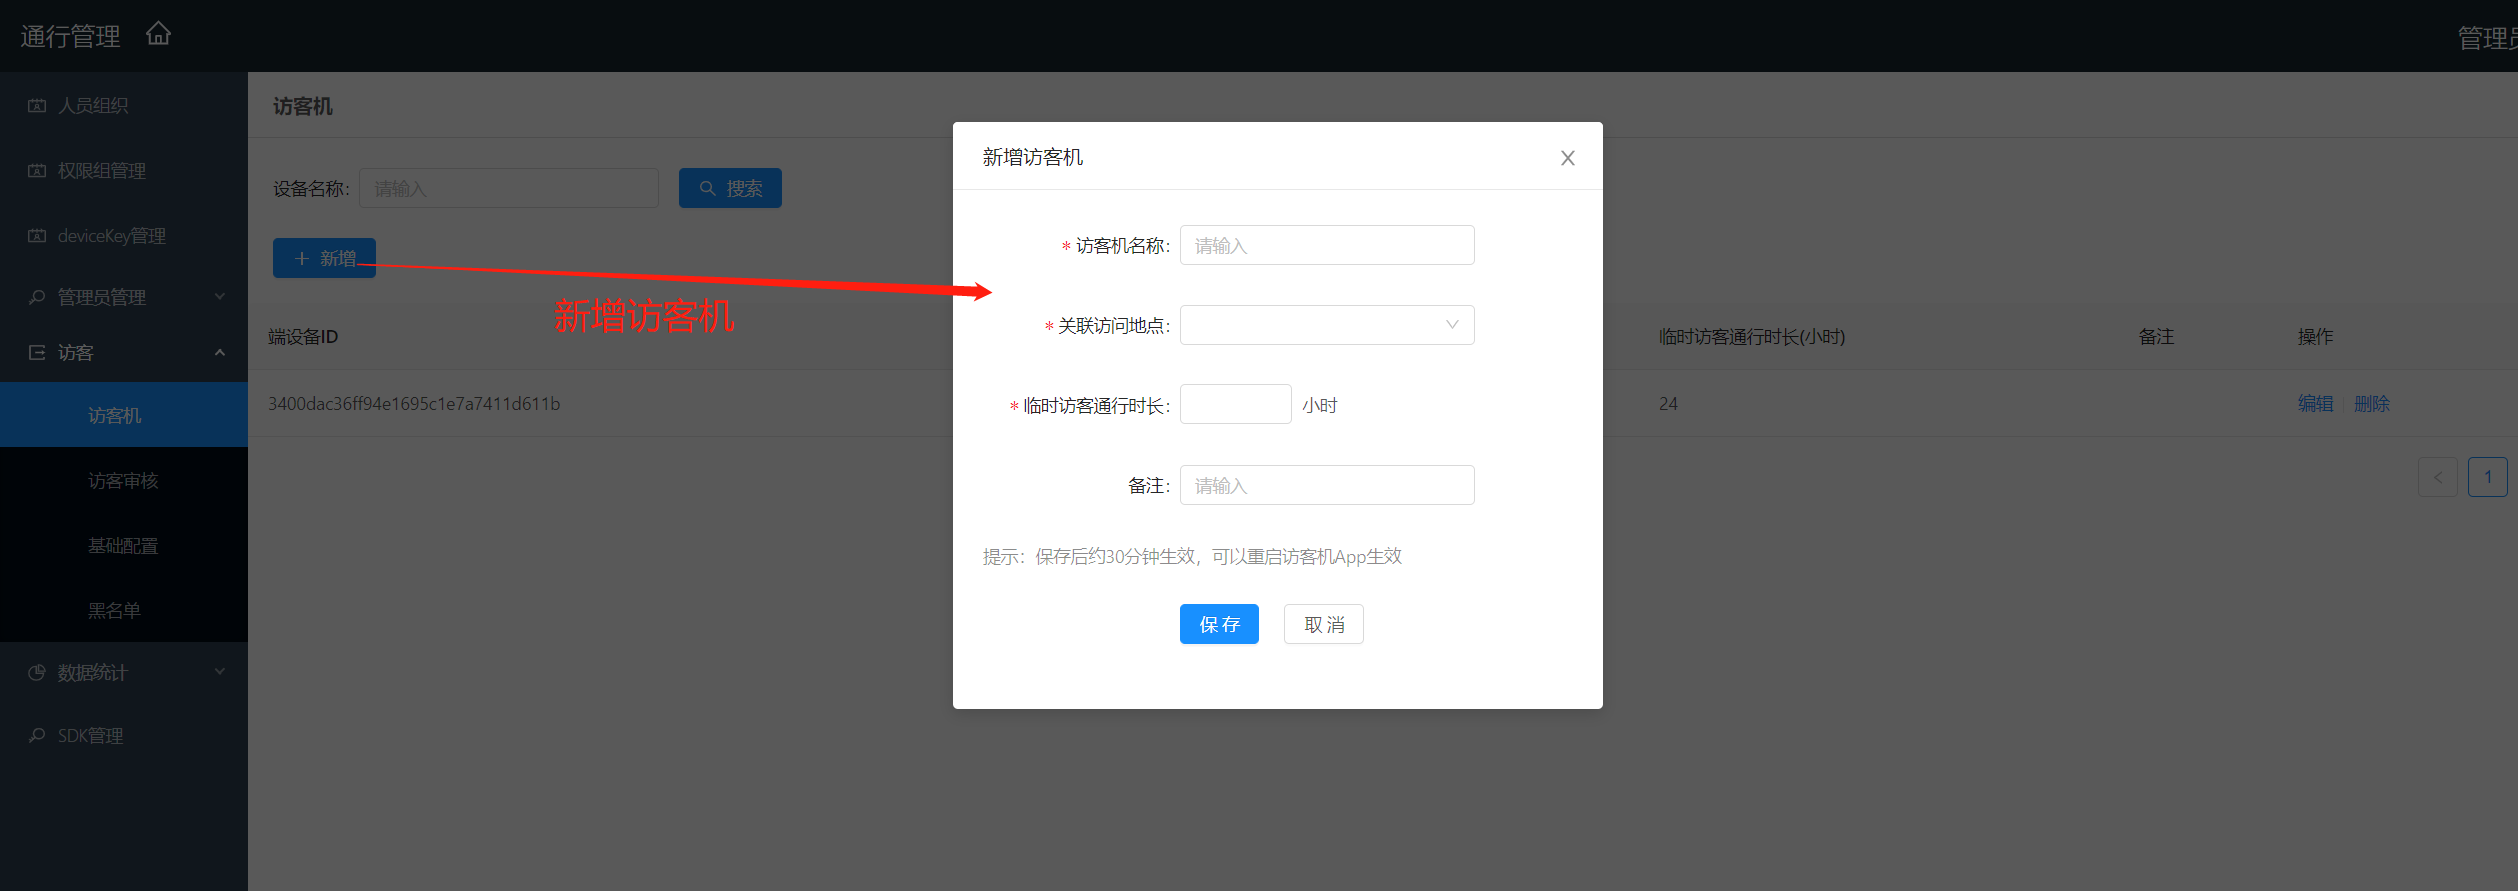 通行管理
管理员
人员组织
权限组管理
deviceKey管理
管理员管理
访客
访客机
访客审核
基础配置
黑名单
数据统计
SDK管理
访客机
设备名称: 请输入 搜索
新增
新增访客机
端设备ID 临时访客通行时长(小时) 备注 操作
3400dac36ff94e1695c1e7a7411d611b 24 编辑 删除
1
新增访客机
* 访客机名称: 请输入
* 关联访问地点:
* 临时访客通行时长: 小时
备注: 请输入
提示：保存后约30分钟生效，可以重启访客机App生效
保存 取消